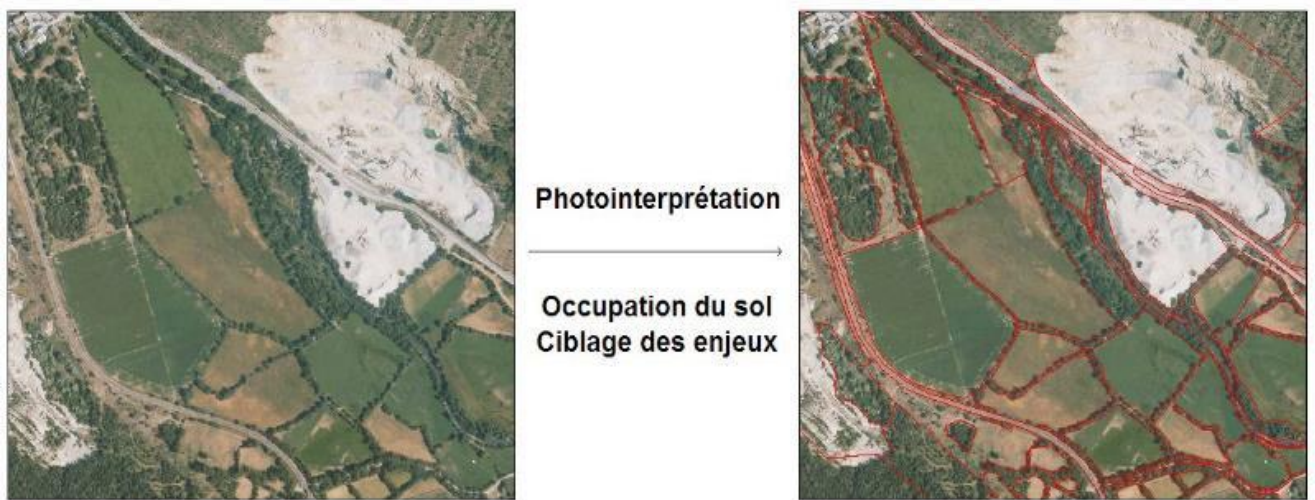 Photointerprétation
Occupation du sol
Ciblage des enjeux